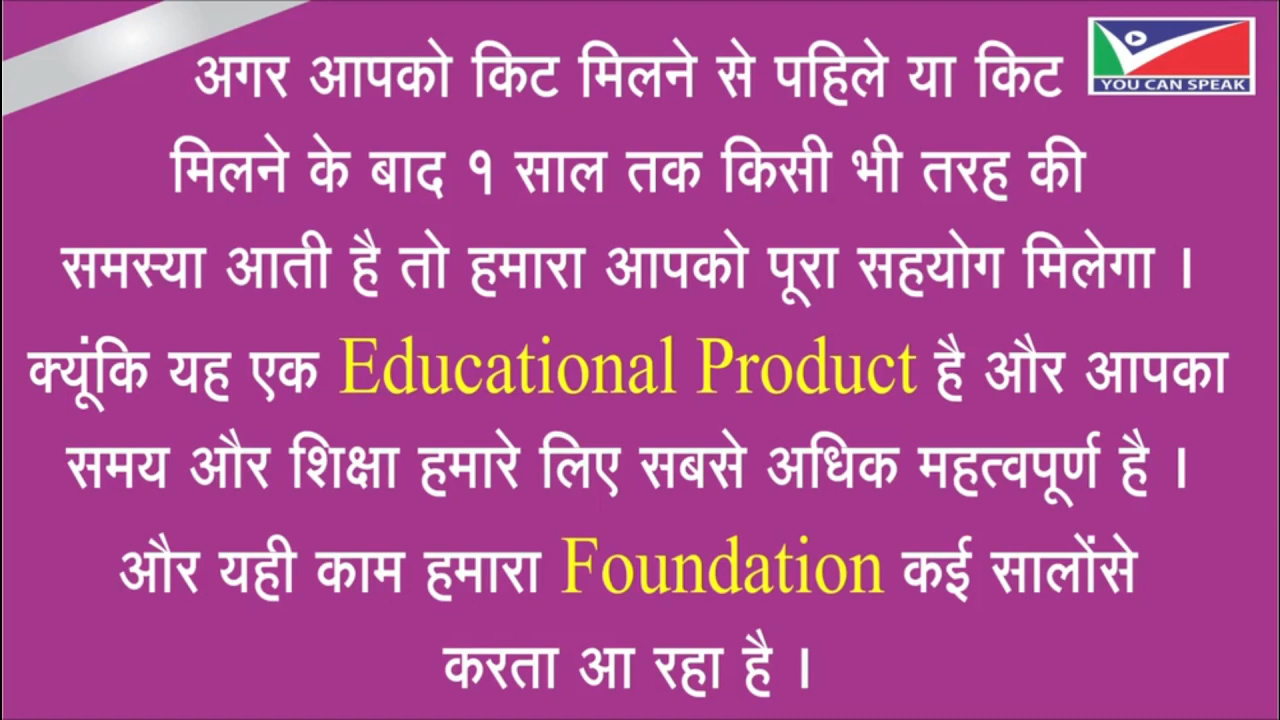 अगर आपको किट मिलने से पहिले या किट
YOU CAN SPEAK
मिलने के बाद १ साल तक किसी भी तरह की
समस्या आती है तो हमारा आपको पूरा सहयोग मिलेगा ।
क्यूंकि यह एक Educational Product है और आपका
समय और शिक्षा हमारे लिए सबसे अधिक महत्वपूर्ण है ।
और यही काम हमारा Foundation कई सालोंसे
करता आ रहा है ।